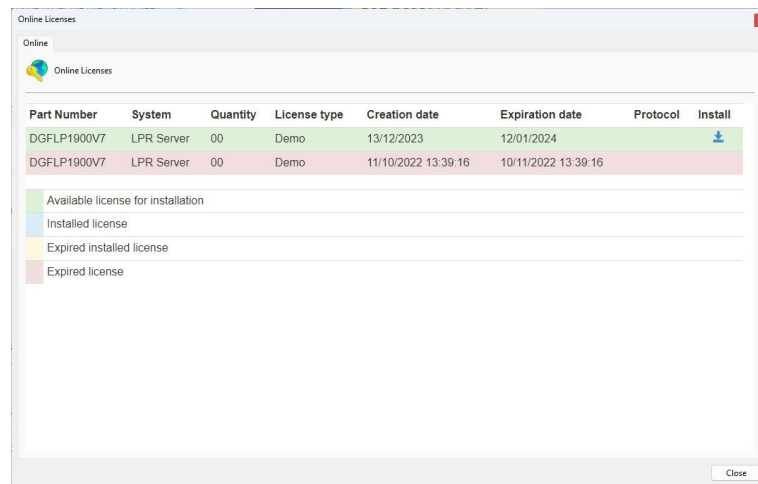 Online Licenses
Online
Online Licenses
Part Number System Quantity License type Creation date Expiration date Protocol Install
DGFLP1900V7 LPR Server 00 Demo 13/12/2023 12/01/2024
DGFLP1900V7 LPR Server 00 Demo 11/10/2022 13:39:16 10/11/2022 13:39:16
Available license for installation
Installed license
Expired installed license
Expired license
Close